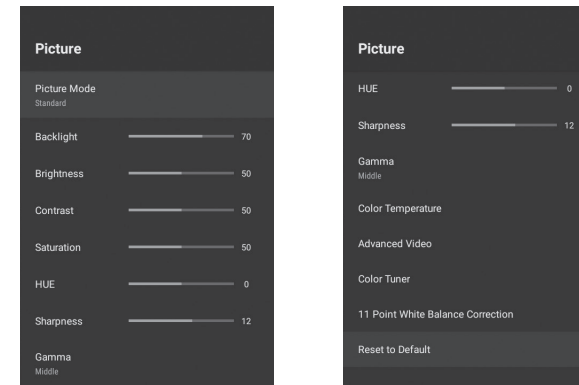 Picture
Picture Mode
Standard
Backlight 70
Brightness 50
Contrast 50
Saturation 50
HUE 0
Sharpness 12
Gamma
Middle
Picture
HUE 0
Sharpness 12
Gamma
Middle
Color Temperature
Advanced Video
Color Tuner
11 Point White Balance Correction
Reset to Default